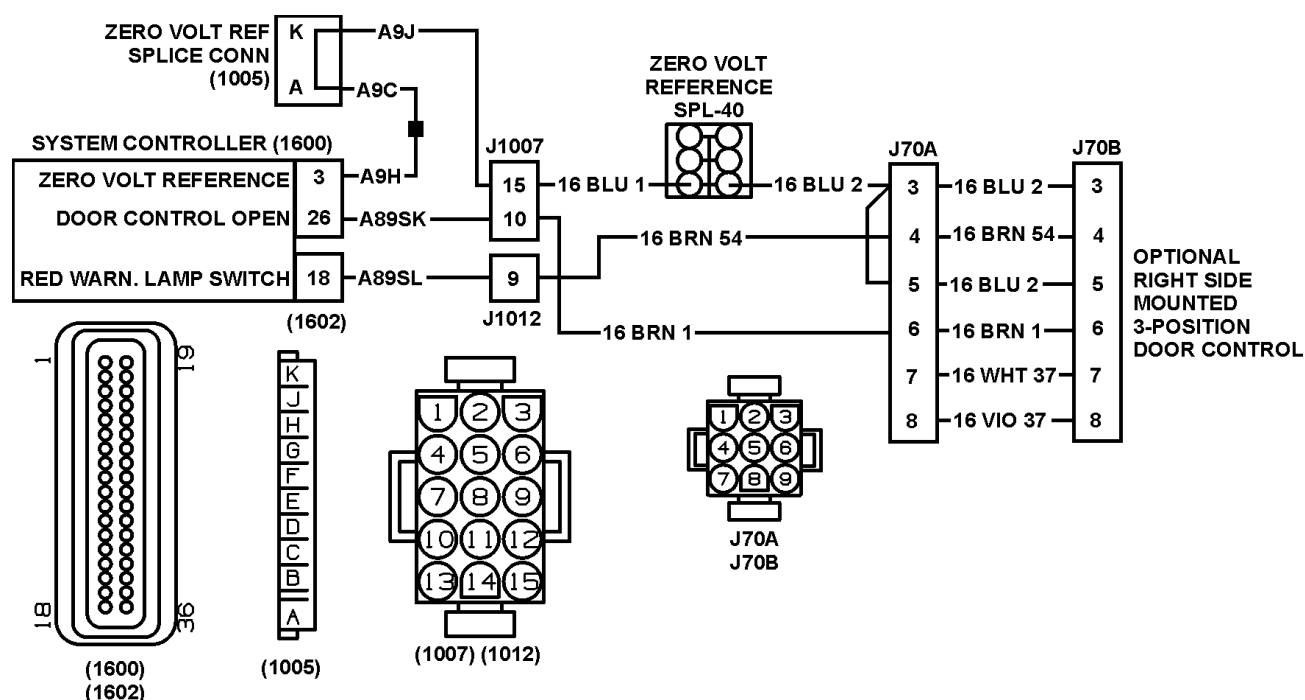 ZERO VOLT REF
SPLICE CONN
(1005)
K
A
A9J
A9C
ZERO VOLT
REFERENCE
SPL-40
SYSTEM CONTROLLER (1600)
ZERO VOLT REFERENCE 3 A9H
DOOR CONTROL OPEN 26 A89SK
RED WARN. LAMP SWITCH 18 A89SL
(1602)
J1007
15 16 BLU 1 16 BLU 2
10
16 BRN 54
9
J1012
16 BRN 1
J70A J70B
3 16 BLU 2 3
4 16 BRN 54 4
5 16 BLU 2 5
6 16 BRN 1 6
7 16 WHT 37 7
8 16 VIO 37 8
OPTIONAL
RIGHT SIDE
MOUNTED
3-POSITION
DOOR CONTROL
1 19
18 36
(1600)
(1602)
K
J
H
G
F
E
D
C
B
A
(1005)
1 2 3
4 5 6
7 8 9
10 11 12
13 14 15
(1007) (1012)
1 2 3
4 5 6
7 8 9
J70A
J70B